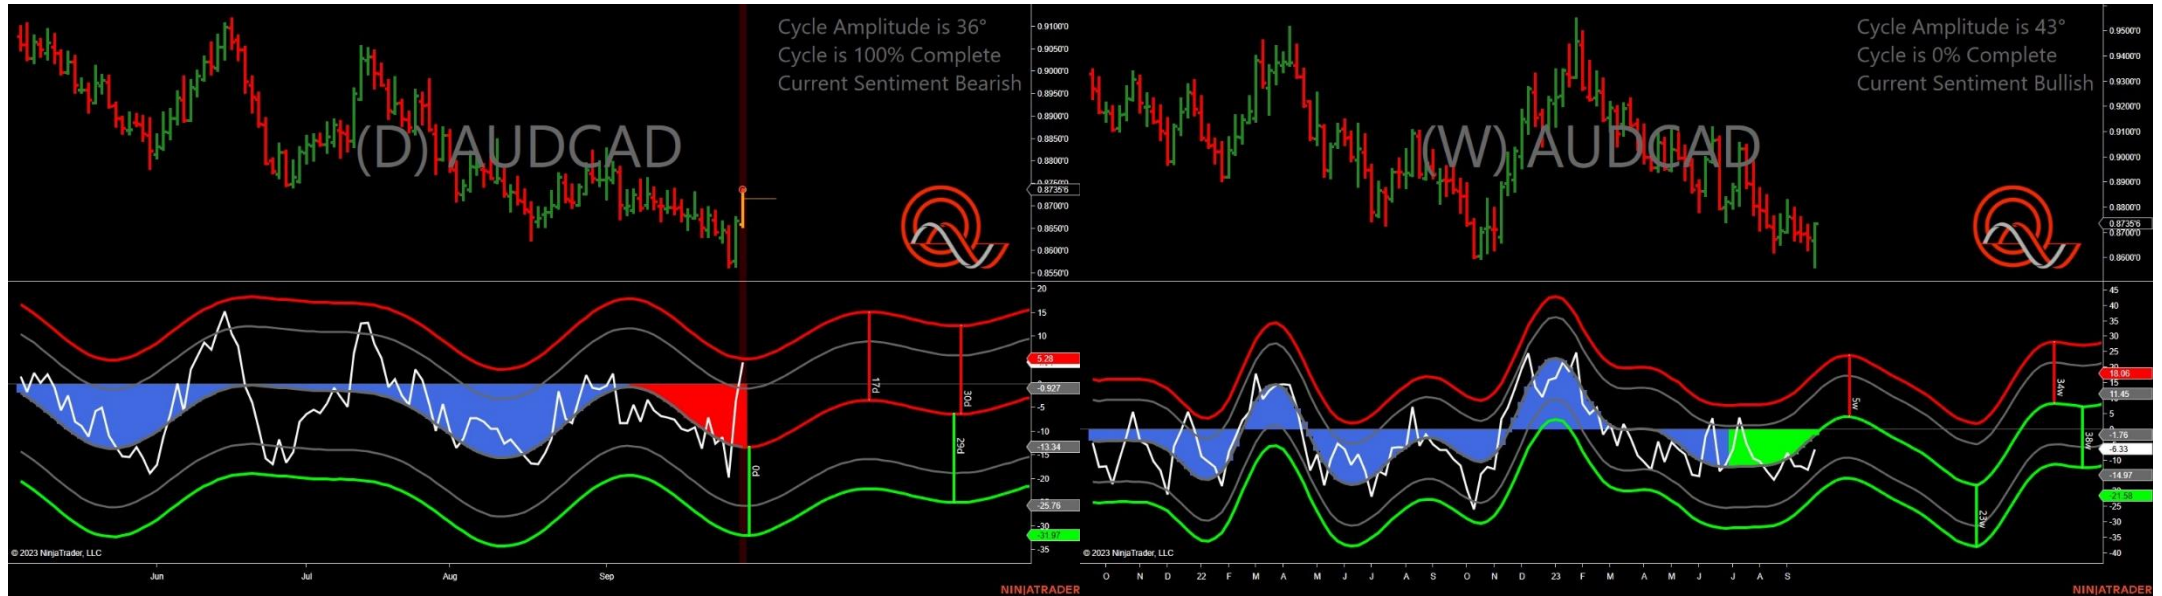 Cycle Amplitude is 36°
Cycle is 100% Complete
Current Sentiment Bearish
(D) AUDCAD
0.9100'0
0.9050'0
0.9000'0
0.8950'0
0.8900'0
0.8850'0
0.8800'0
0.8735'6
0.8700'0
0.8650'0
0.8600'0
0.8550'0
20
15
10
5.28
-0.927
-5
-10
-13.34
-15
-20
-25.76
-30
-31.97
-35
17d
30d
29d
0d
© 2023 NinjaTrader, LLC
Jun Jul Aug Sep
NINJATRADER
Cycle Amplitude is 43°
Cycle is 0% Complete
Current Sentiment Bullish
(W) AUDCAD
0.9500'0
0.9400'0
0.9300'0
0.9200'0
0.9100'0
0.9000'0
0.8900'0
0.8800'0
0.8735'6
0.8700'0
0.8600'0
45
40
35
30
25
20
18.06
15
11.45
5
-1.76
-6.33
-10
-14.97
-21.58
-25
-30
-35
-40
5w
34w
38w
23w
© 2023 NinjaTrader, LLC
O N D 22 F M A M J J A S O N D 23 F M A M J J A S
NINJATRADER